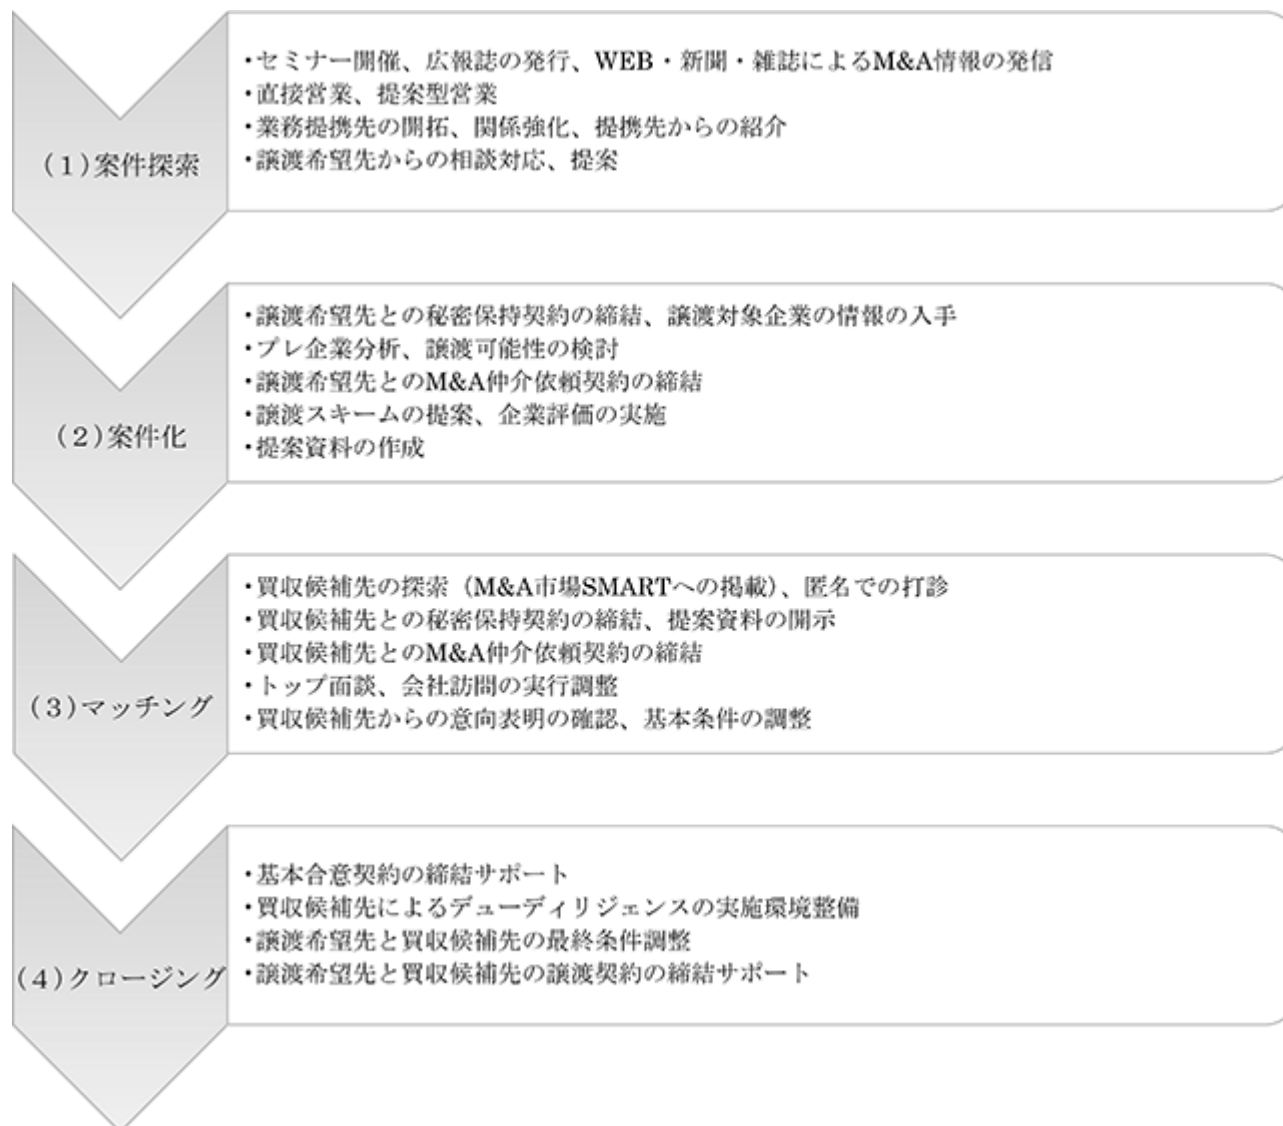 (1)案件探索
・セミナー開催、広報誌の発行、WEB・新聞・雑誌によるM&A情報の発信
・直接営業、提案型営業
・業務提携先の開拓、関係強化、提携先からの紹介
・譲渡希望先からの相談対応、提案
(2)案件化
・譲渡希望先との秘密保持契約の締結、譲渡対象企業の情報の入手
・プレ企業分析、譲渡可能性の検討
・譲渡希望先とのM&A仲介依頼契約の締結
・譲渡スキームの提案、企業評価の実施
・提案資料の作成
(3)マッチング
・買収候補先の探索（M&A市場SMARTへの掲載）、匿名での打診
・買収候補先との秘密保持契約の締結、提案資料の開示
・買収候補先とのM&A仲介依頼契約の締結
・トップ面談、会社訪問の実行調整
・買収候補先からの意向表明の確認、基本条件の調整
(4)クロージング
・基本合意契約の締結サポート
・買収候補先によるデューディリジェンスの実施環境整備
・譲渡希望先と買収候補先の最終条件調整
・譲渡希望先と買収候補先の譲渡契約の締結サポート